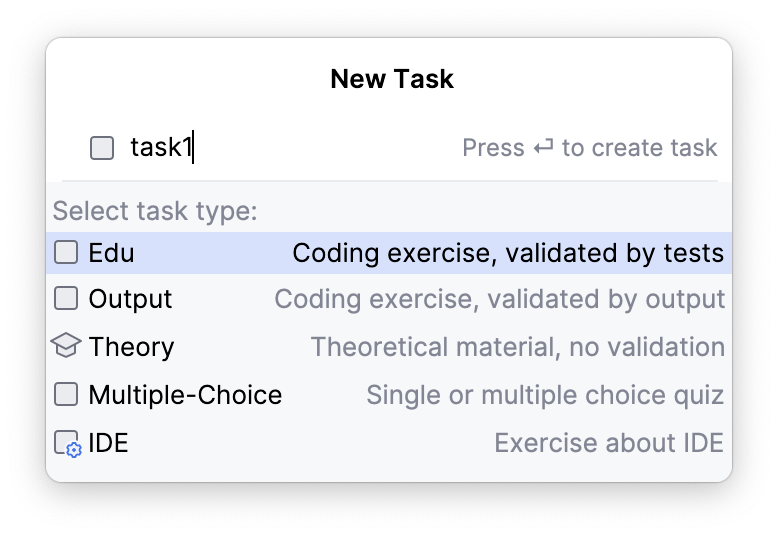 New Task
task1 Press ⏎ to create task
Select task type:
Edu Coding exercise, validated by tests
Output Coding exercise, validated by output
Theory Theoretical material, no validation
Multiple-Choice Single or multiple choice quiz
IDE Exercise about IDE